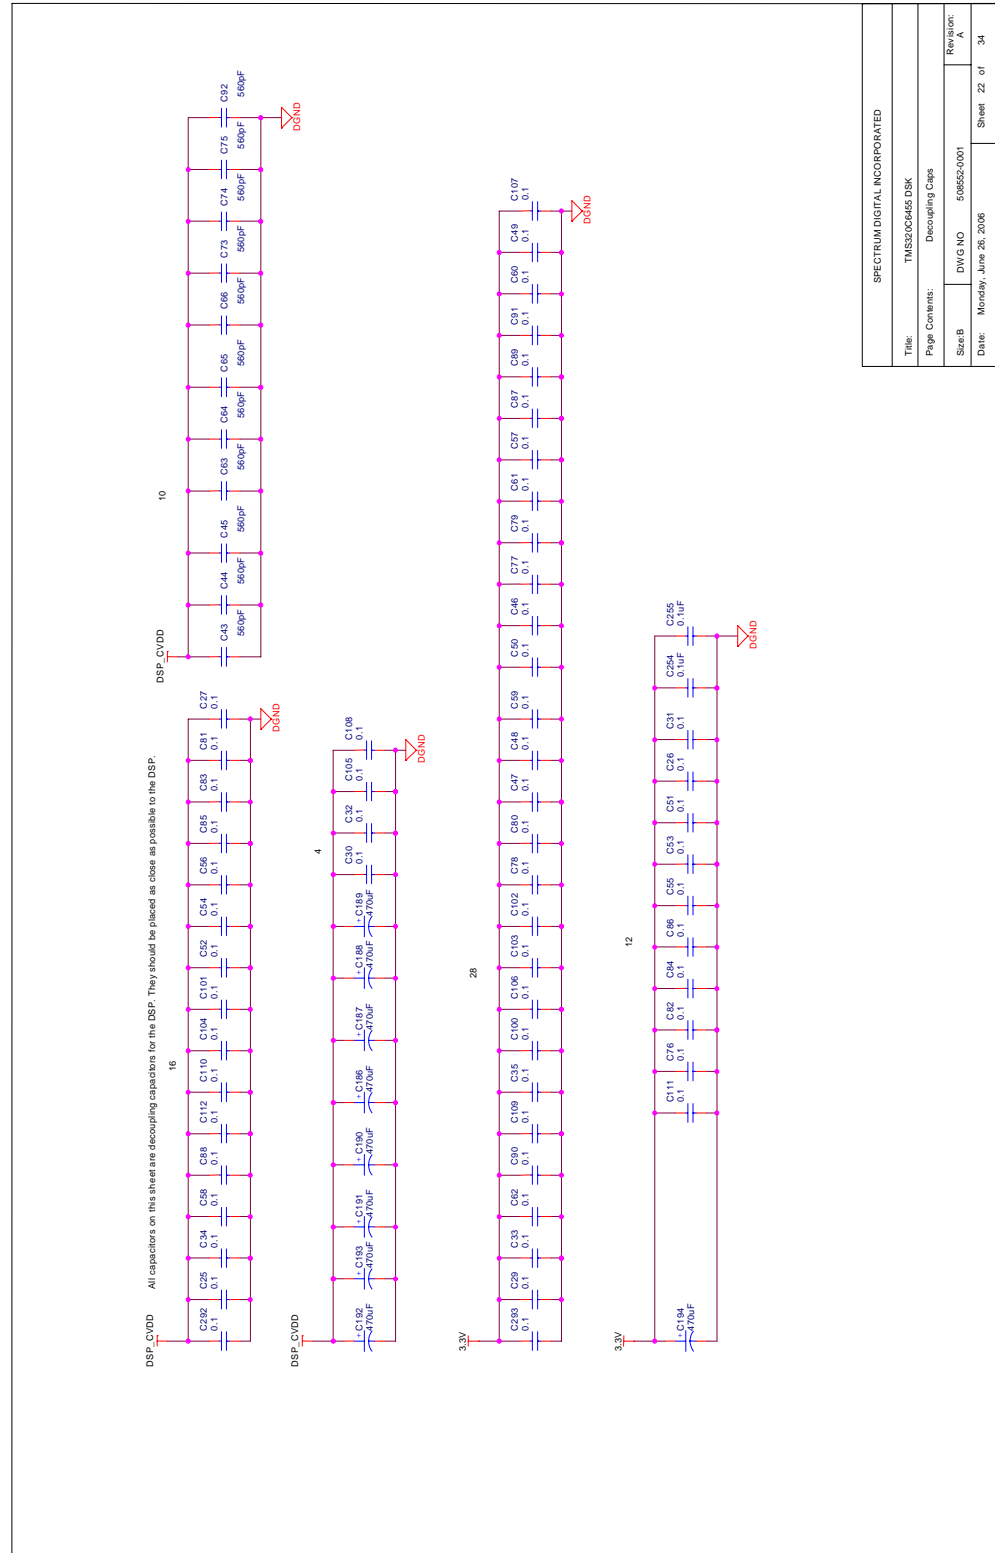 All capacitors on this sheet are decoupling capacitors for the DSP. They should be placed as close as possible to the DSP.
DSP_CVDD
16
C292 C25 C34 C58 C88 C112 C110 C104 C101 C52 C54 C56 C85 C83 C81 C27
0.1 0.1 0.1 0.1 0.1 0.1 0.1 0.1 0.1 0.1 0.1 0.1 0.1 0.1 0.1 0.1
DGND
DSP_CVDD
10
C43 C44 C45 C63 C64 C65 C66 C73 C74 C75 C92
560pF 560pF 560pF 560pF 560pF 560pF 560pF 560pF 560pF 560pF 560pF
DGND
DSP_CVDD
4
+ C192 + C193 + C191 + C190 + C186 + C187 + C188 + C189 C30 C32 C105 C108
470uF 470uF 470uF 470uF 470uF 470uF 470uF 470uF 0.1 0.1 0.1 0.1
DGND
3.3V
28
C293 C29 C33 C62 C90 C109 C35 C100 C106 C103 C102 C78 C80 C47 C48 C59 C50 C46 C77 C79 C61 C57 C87 C89 C91 C60 C49 C107
0.1 0.1 0.1 0.1 0.1 0.1 0.1 0.1 0.1 0.1 0.1 0.1 0.1 0.1 0.1 0.1 0.1 0.1 0.1 0.1 0.1 0.1 0.1 0.1 0.1 0.1 0.1 0.1
DGND
3.3V
12
+ C194 C111 C76 C82 C84 C86 C55 C53 C51 C26 C31 C254 C255
470uF 0.1 0.1 0.1 0.1 0.1 0.1 0.1 0.1 0.1 0.1 0.1uF 0.1uF
DGND
SPECTRUM DIGITAL INCORPORATED
Title: TMS320C6455 DSK
Page Contents: Decoupling Caps
Size:B DWG NO 508552-0001 Revision: A
Date: Monday, June 26, 2006 Sheet 22 of 34